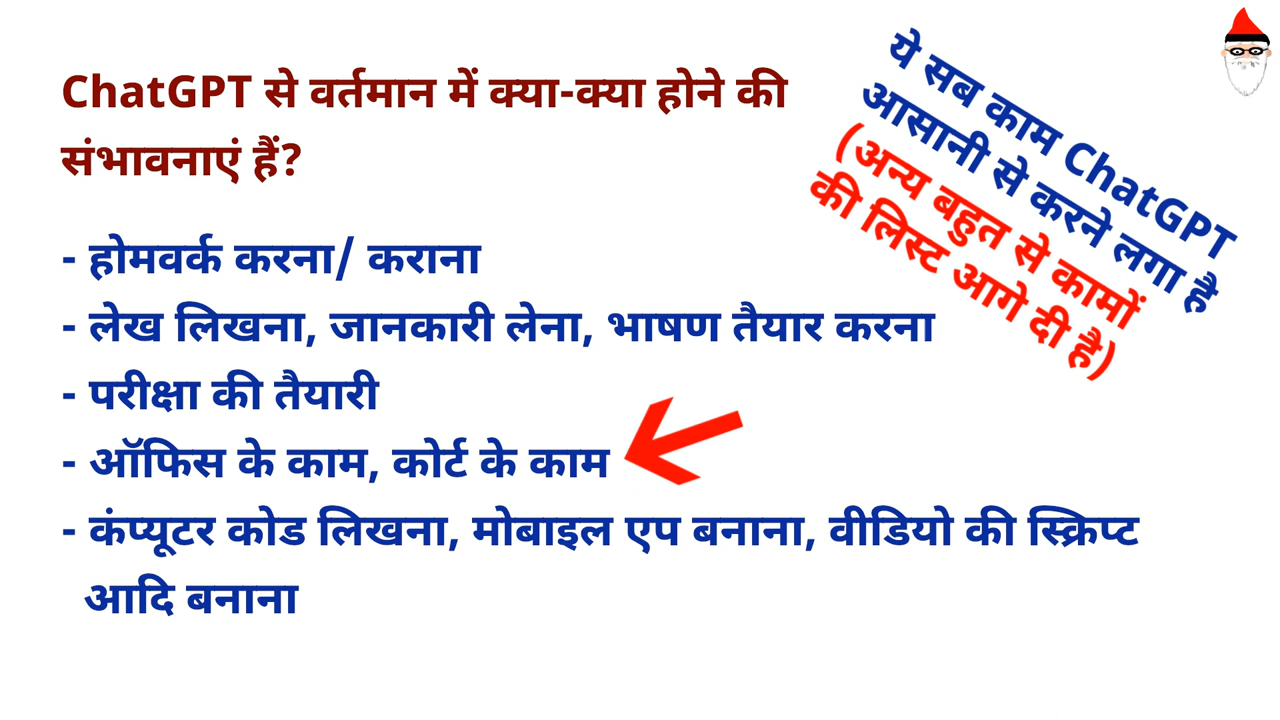 ChatGPT से वर्तमान में क्या-क्या होने की
संभावनाएं हैं?
- होमवर्क करना/ कराना
- लेख लिखना, जानकारी लेना, भाषण तैयार करना
- परीक्षा की तैयारी
- ऑफिस के काम, कोर्ट के काम
- कंप्यूटर कोड लिखना, मोबाइल एप बनाना, वीडियो की स्क्रिप्ट
आदि बनाना
ये सब काम ChatGPT
आसानी से करने लगा है
(अन्य बहुत से कामों
की लिस्ट आगे दी है)